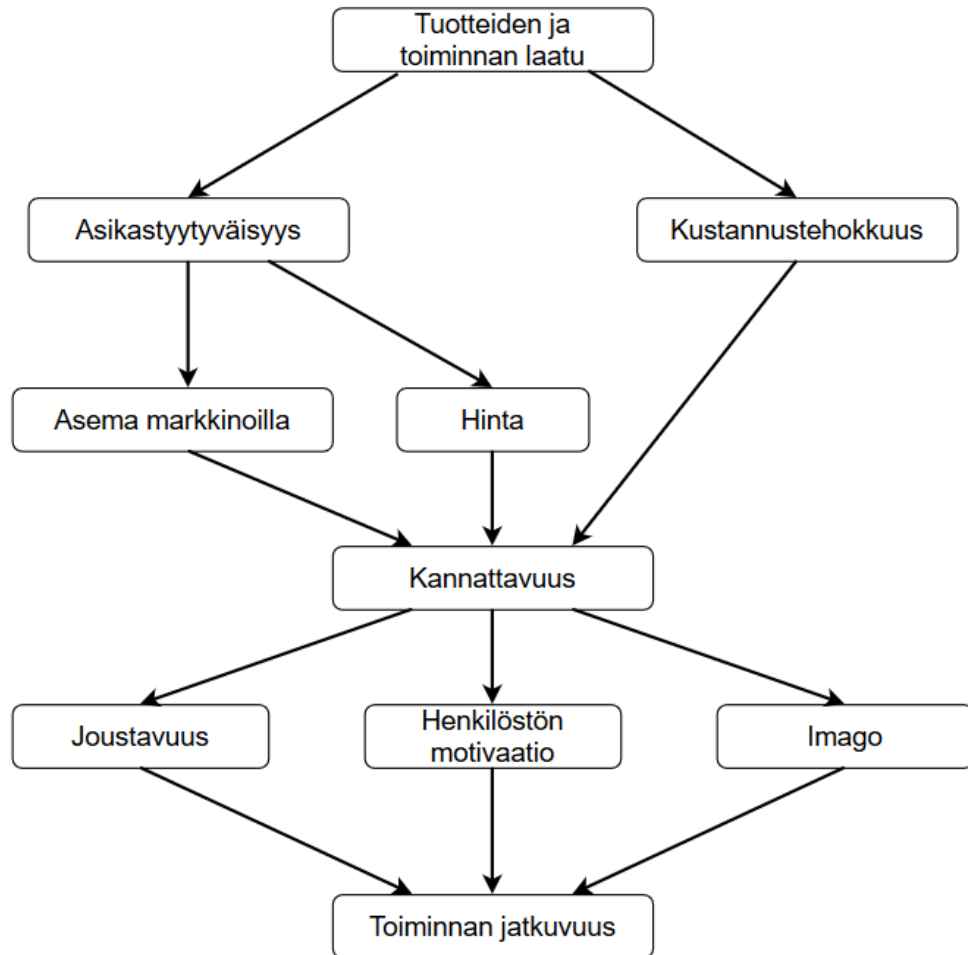 Tuotteiden ja
toiminnan laatu
Asikastyytyväisyys
Kustannustehokkuus
Asema markkinoilla
Hinta
Kannattavuus
Joustavuus
Henkilöstön
motivaatio
Imago
Toiminnan jatkuvuus